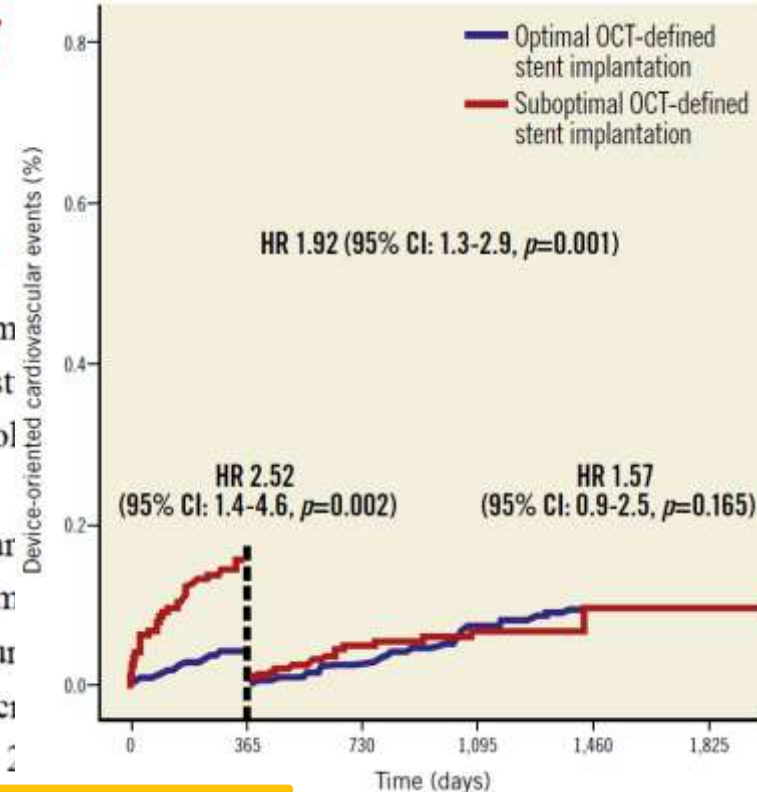 Optimal OCT-defined
stent implantation
Suboptimal OCT-defined
stent implantation
Device-oriented cardiovascular events (%)
0.8
0.6
0.4
0.2
0.0
HR 1.92 (95% CI: 1.3-2.9, p=0.001)
HR 2.52
(95% CI: 1.4-4.6, p=0.002)
HR 1.57
(95% CI: 0.9-2.5, p=0.165)
0 365 730 1,095 1,460 1,825
Time (days)